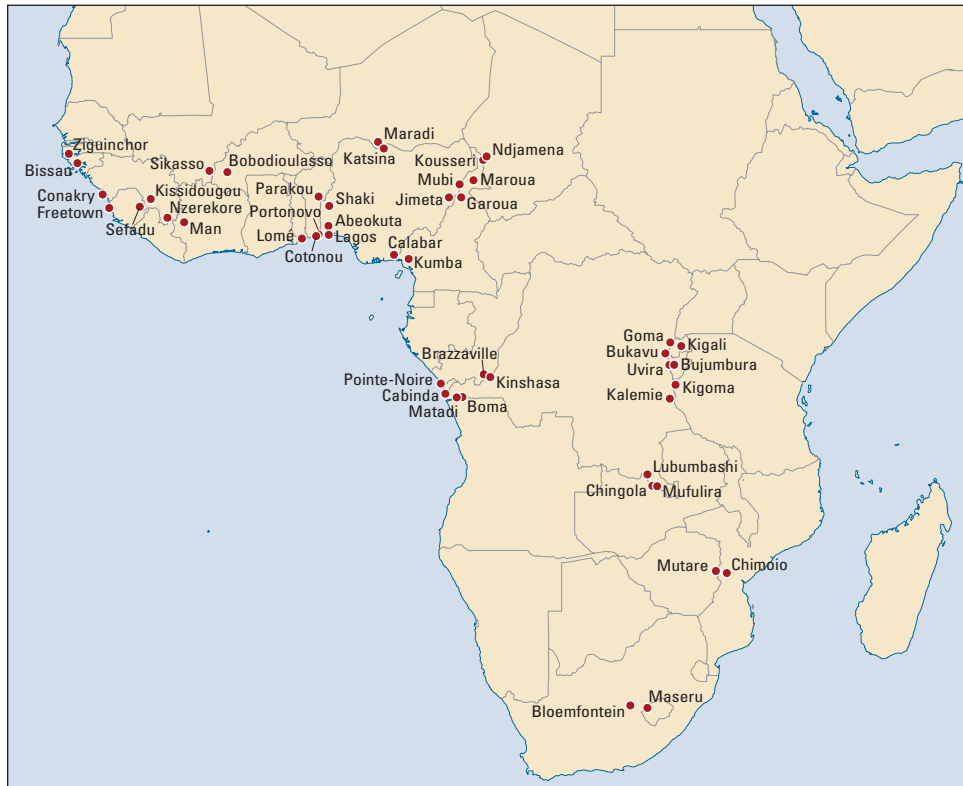 Maradi
Katsina
Ndjamena
Kousseri
Ziguinchor
Bissau
Sikasso
Bobodioulasso
Mubi
Maroua
Conakry
Kissidougou
Parakou
Shaki
Jimeta
Garoua
Freetown
Nzerekore
Portonovo
Abeokuta
Sefadu
Man
Lomé
Lagos
Cotonou
Calabar
Kumba
Goma
Kigali
Bukavu
Brazzaville
Uvira
Bujumbura
Pointe-Noire
Kinshasa
Kigoma
Cabinda
Kalemie
Matadi
Boma
Lubumbashi
Chingola
Mufulira
Mutare
Chimoio
Maseru
Bloemfontein